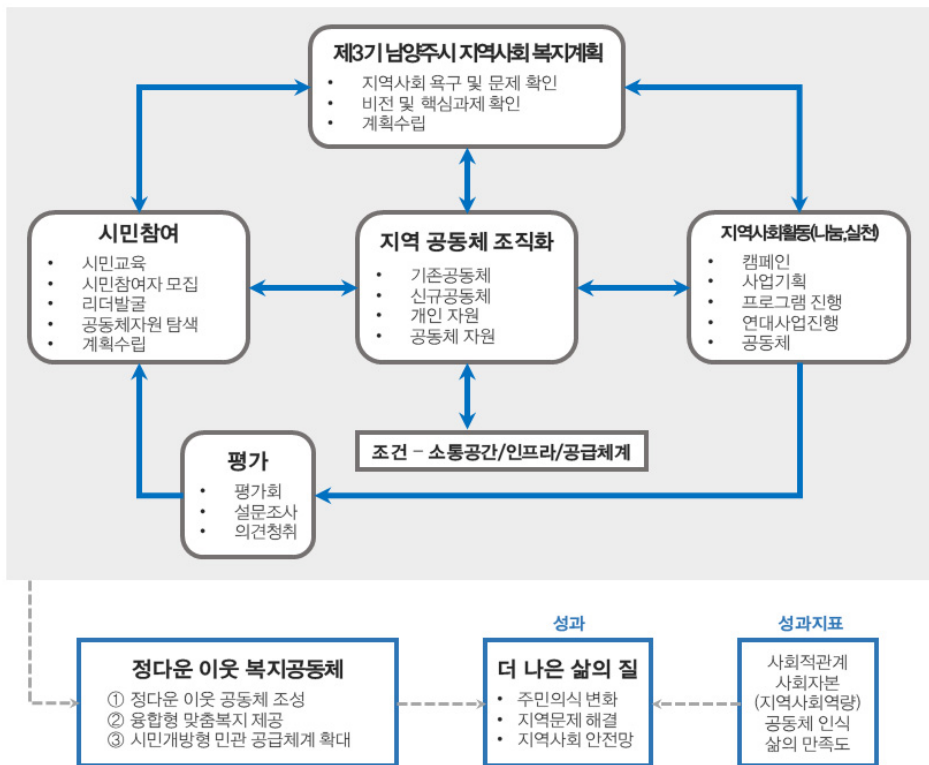 제3기 남양주시 지역사회 복지계획
• 지역사회 욕구 및 문제 확인
• 비전 및 핵심과제 확인
• 계획수립
시민참여
• 시민교육
• 시민참여자 모집
• 리더발굴
• 공동체자원 탐색
• 계획수립
지역 공동체 조직화
• 기존공동체
• 신규공동체
• 개인 자원
• 공동체 자원
지역사회활동(나눔,실천)
• 캠페인
• 사업기획
• 프로그램 진행
• 연대사업진행
• 공동체
조건 - 소통공간/인프라/공급체계
평가
• 평가회
• 설문조사
• 의견청취
정다운 이웃 복지공동체
① 정다운 이웃 공동체 조성
② 융합형 맞춤복지 제공
③ 시민개방형 민관 공급체계 확대
성과
더 나은 삶의 질
• 주민의식 변화
• 지역문제 해결
• 지역사회 안전망
성과지표
사회적관계
사회자본
(지역사회역량)
공동체 인식
삶의 만족도